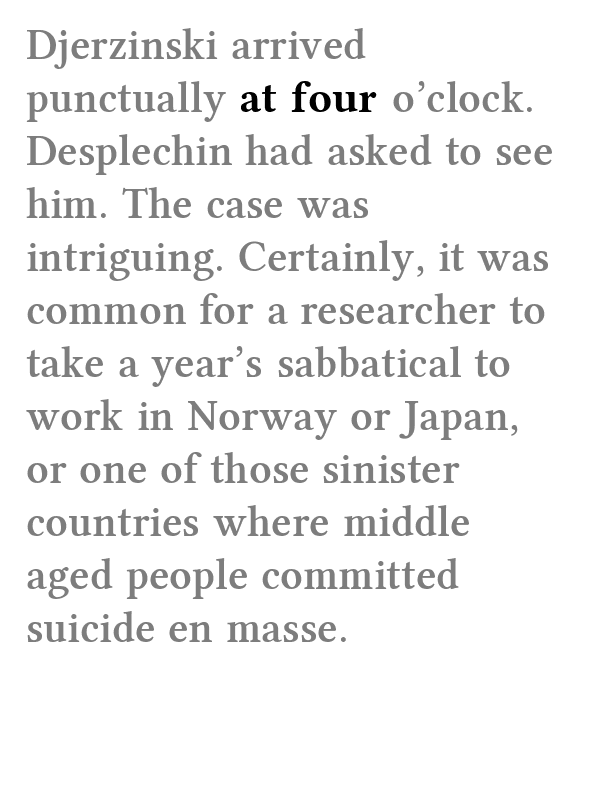 Djerzinski arrived
punctually at four o’clock.
Desplechin had asked to see
him. The case was
intriguing. Certainly, it was
common for a researcher to
take a year’s sabbatical to
work in Norway or Japan,
or one of those sinister
countries where middle
aged people committed
suicide en masse.